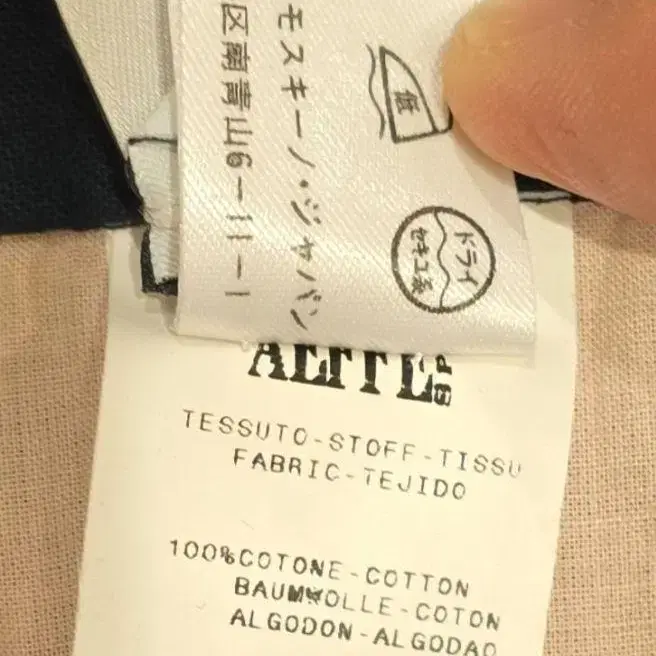 モスキーノ・ジャパン
区南青山6-11-1
低
ドライ
セキユ系
AEFFE SPA
TESSUTO-STOFF-TISSU
FABRIC-TEJIDO
100%COTONE-COTTON
BAUMWOLLE-COTON
ALGODON-ALGODAO